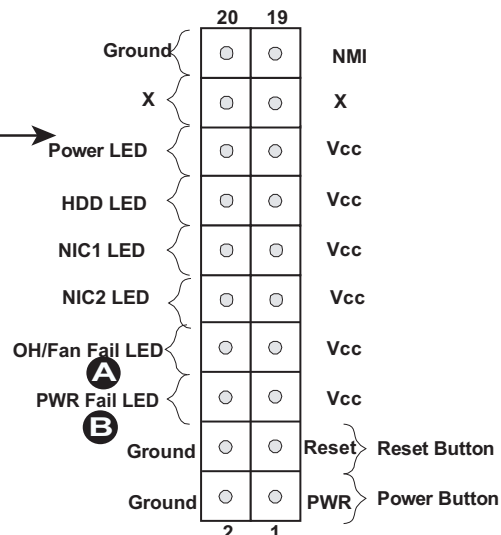 20 19
Ground NMI
X X
Power LED Vcc
HDD LED Vcc
NIC1 LED Vcc
NIC2 LED Vcc
OH/Fan Fail LED Vcc
A
PWR Fail LED Vcc
B
Ground Reset Reset Button
Ground PWR Power Button
2 1